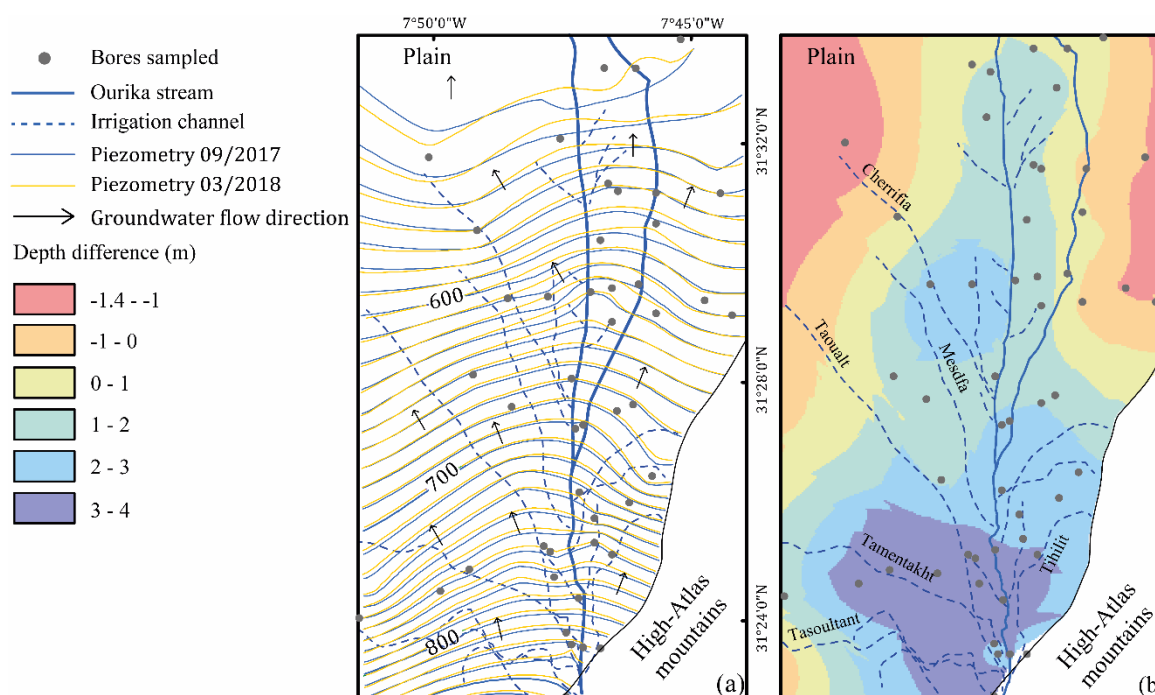 Bores sampled
Ourika stream
Irrigation channel
Piezometry 09/2017
Piezometry 03/2018
Groundwater flow direction
Depth difference (m)
-1.4 - -1
-1 - 0
0 - 1
1 - 2
2 - 3
3 - 4
7°50'0"W
7°45'0"W
Plain
600
700
800
High-Atlas
mountains
(a)
31°32'0"N
31°28'0"N
31°24'0"N
Plain
Cherrifia
Taoualt
Mesdfa
Tamentakht
Tihilit
Tasoultant
High-Atlas
mountains
(b)